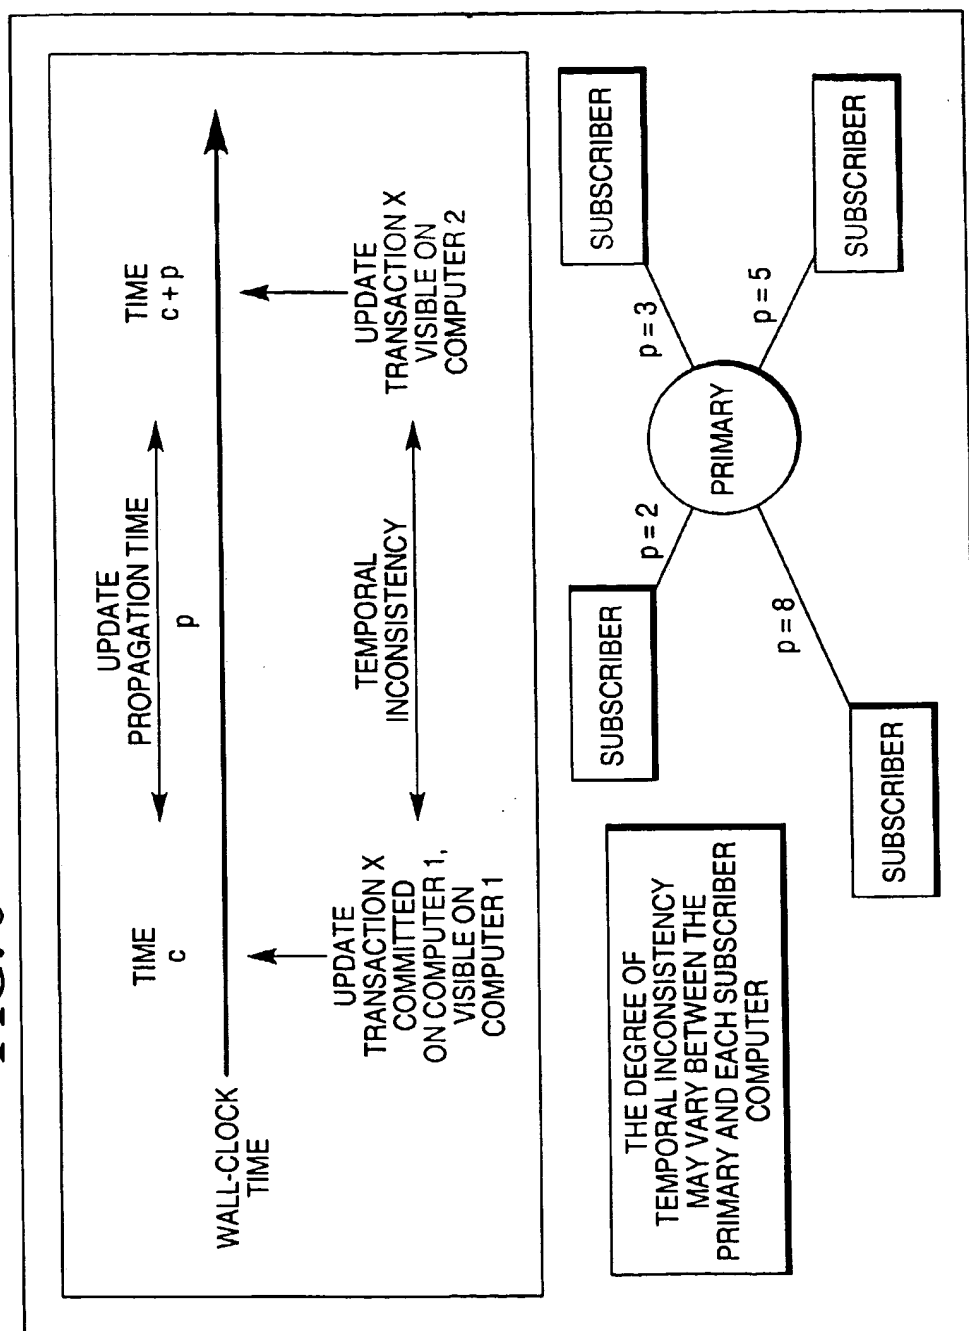 TIME
c
UPDATE
PROPAGATION TIME
p
TIME
c + p
WALL-CLOCK
TIME
UPDATE
TRANSACTION X
COMMITTED
ON COMPUTER 1,
VISIBLE ON
COMPUTER 1
TEMPORAL
INCONSISTENCY
UPDATE
TRANSACTION X
VISIBLE ON
COMPUTER 2
THE DEGREE OF
TEMPORAL INCONSISTENCY
MAY VARY BETWEEN THE
PRIMARY AND EACH SUBSCRIBER
COMPUTER
SUBSCRIBER
p = 2
p = 3
SUBSCRIBER
PRIMARY
p = 8
p = 5
SUBSCRIBER
SUBSCRIBER